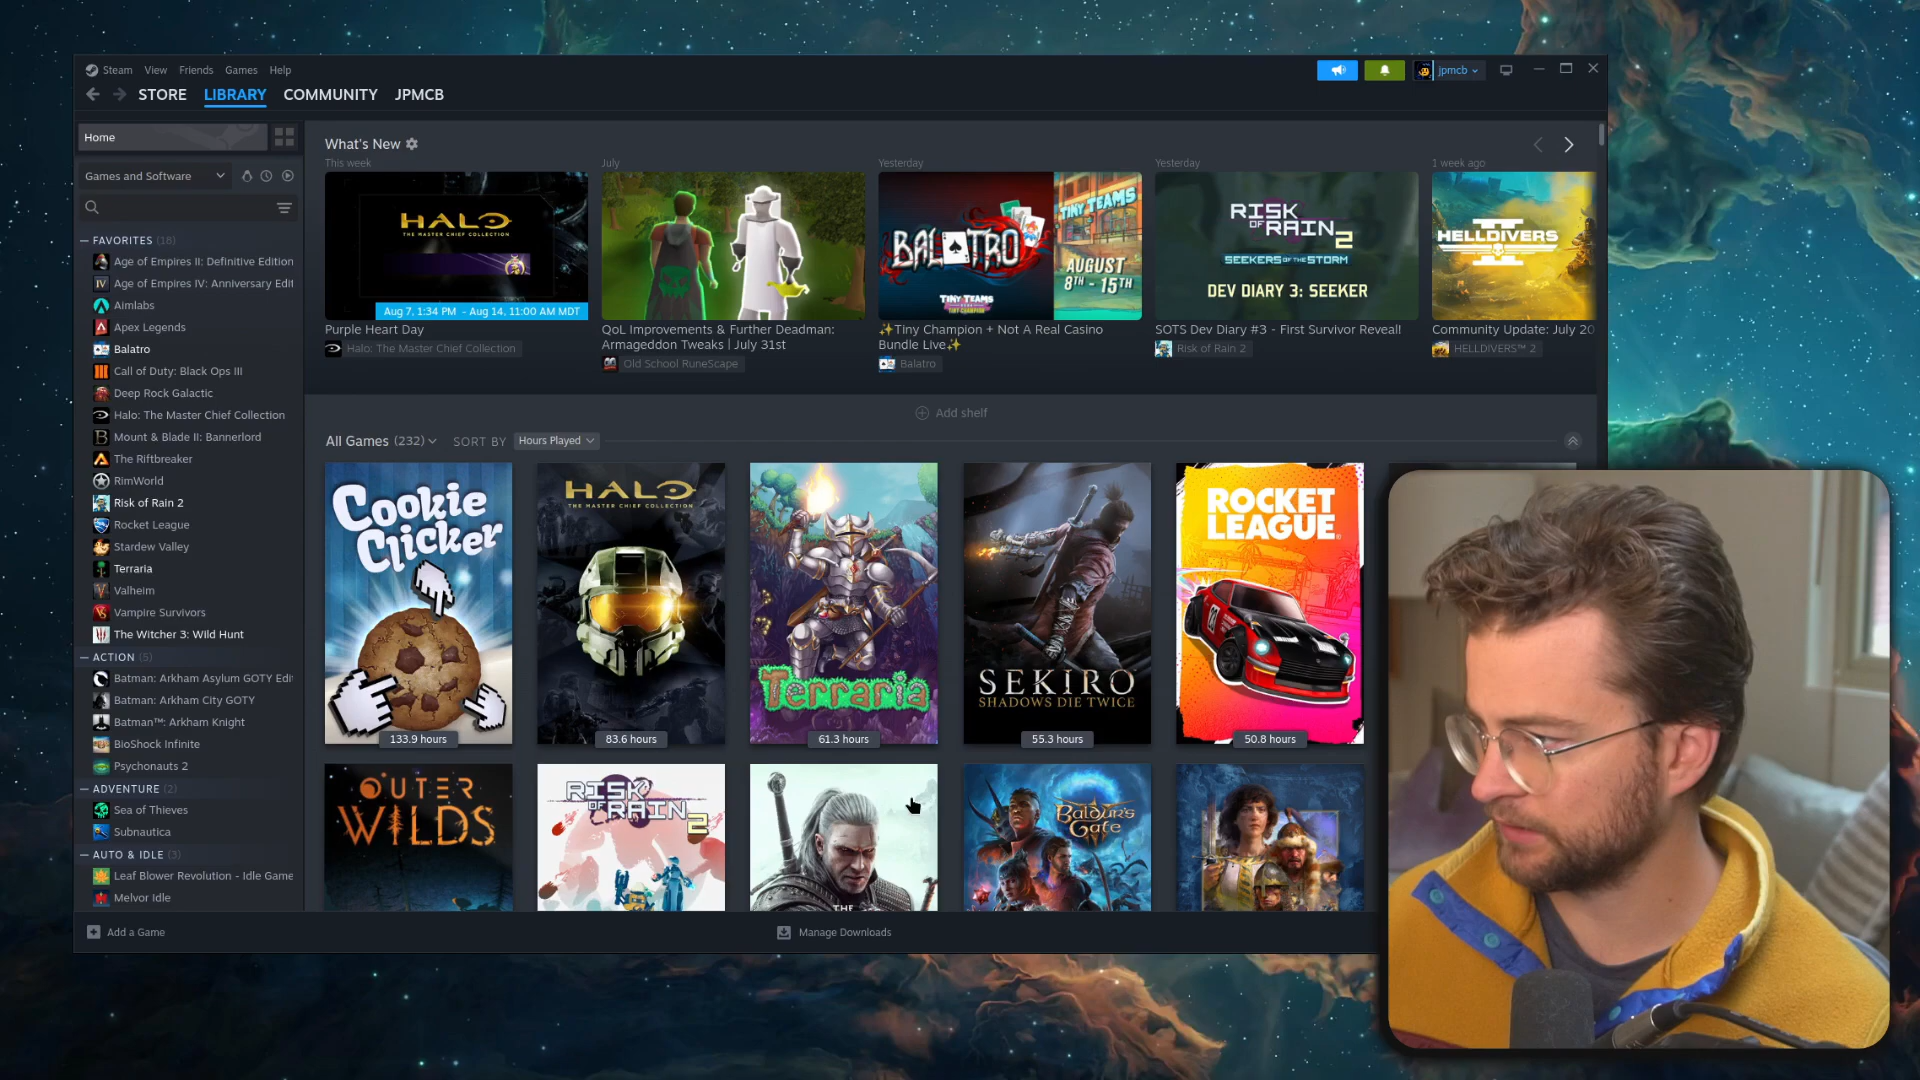 Steam View Friends Games Help
jpmcb
STORE LIBRARY COMMUNITY JPMCB
Home
Games and Software
FAVORITES (18)
Age of Empires II: Definitive Edition
Age of Empires IV: Anniversary Edit
Aimlabs
Apex Legends
Balatro
Call of Duty: Black Ops III
Deep Rock Galactic
Halo: The Master Chief Collection
Mount & Blade II: Bannerlord
The Riftbreaker
RimWorld
Risk of Rain 2
Rocket League
Stardew Valley
Terraria
Valheim
Vampire Survivors
The Witcher 3: Wild Hunt
ACTION (5)
Batman: Arkham Asylum GOTY Edit
Batman: Arkham City GOTY
Batman™: Arkham Knight
BioShock Infinite
Psychonauts 2
ADVENTURE (2)
Sea of Thieves
Subnautica
AUTO & IDLE (3)
Leaf Blower Revolution - Idle Game
Melvor Idle
Add a Game
What's New
This week
HALO
THE MASTER CHIEF COLLECTION
Aug 7, 1:34 PM - Aug 14, 11:00 AM MDT
Purple Heart Day
Halo: The Master Chief Collection
July
QoL Improvements & Further Deadman:
Armageddon Tweaks | July 31st
Old School RuneScape
Yesterday
BALATRO
TINY TEAMS
AUGUST
8TH - 15TH
TINY TEAMS
✨Tiny Champion + Not A Real Casino
Bundle Live✨
Balatro
Yesterday
RISK
OF RAIN 2
SEEKERS OF THE STORM
DEV DIARY 3: SEEKER
SOTS Dev Diary #3 - First Survivor Reveal!
Risk of Rain 2
1 week ago
HELLDIVERS
II
Community Update: July 20
HELLDIVERS™ 2
Add shelf
All Games (232) SORT BY Hours Played
Cookie
Clicker
133.9 hours
HALO
THE MASTER CHIEF COLLECTION
83.6 hours
Terraria
61.3 hours
SEKIRO
SHADOWS DIE TWICE
55.3 hours
ROCKET
LEAGUE
50.8 hours
OUTER
WILDS
RISK
OF RAIN 2
THE
Baldur's
Gate
Manage Downloads